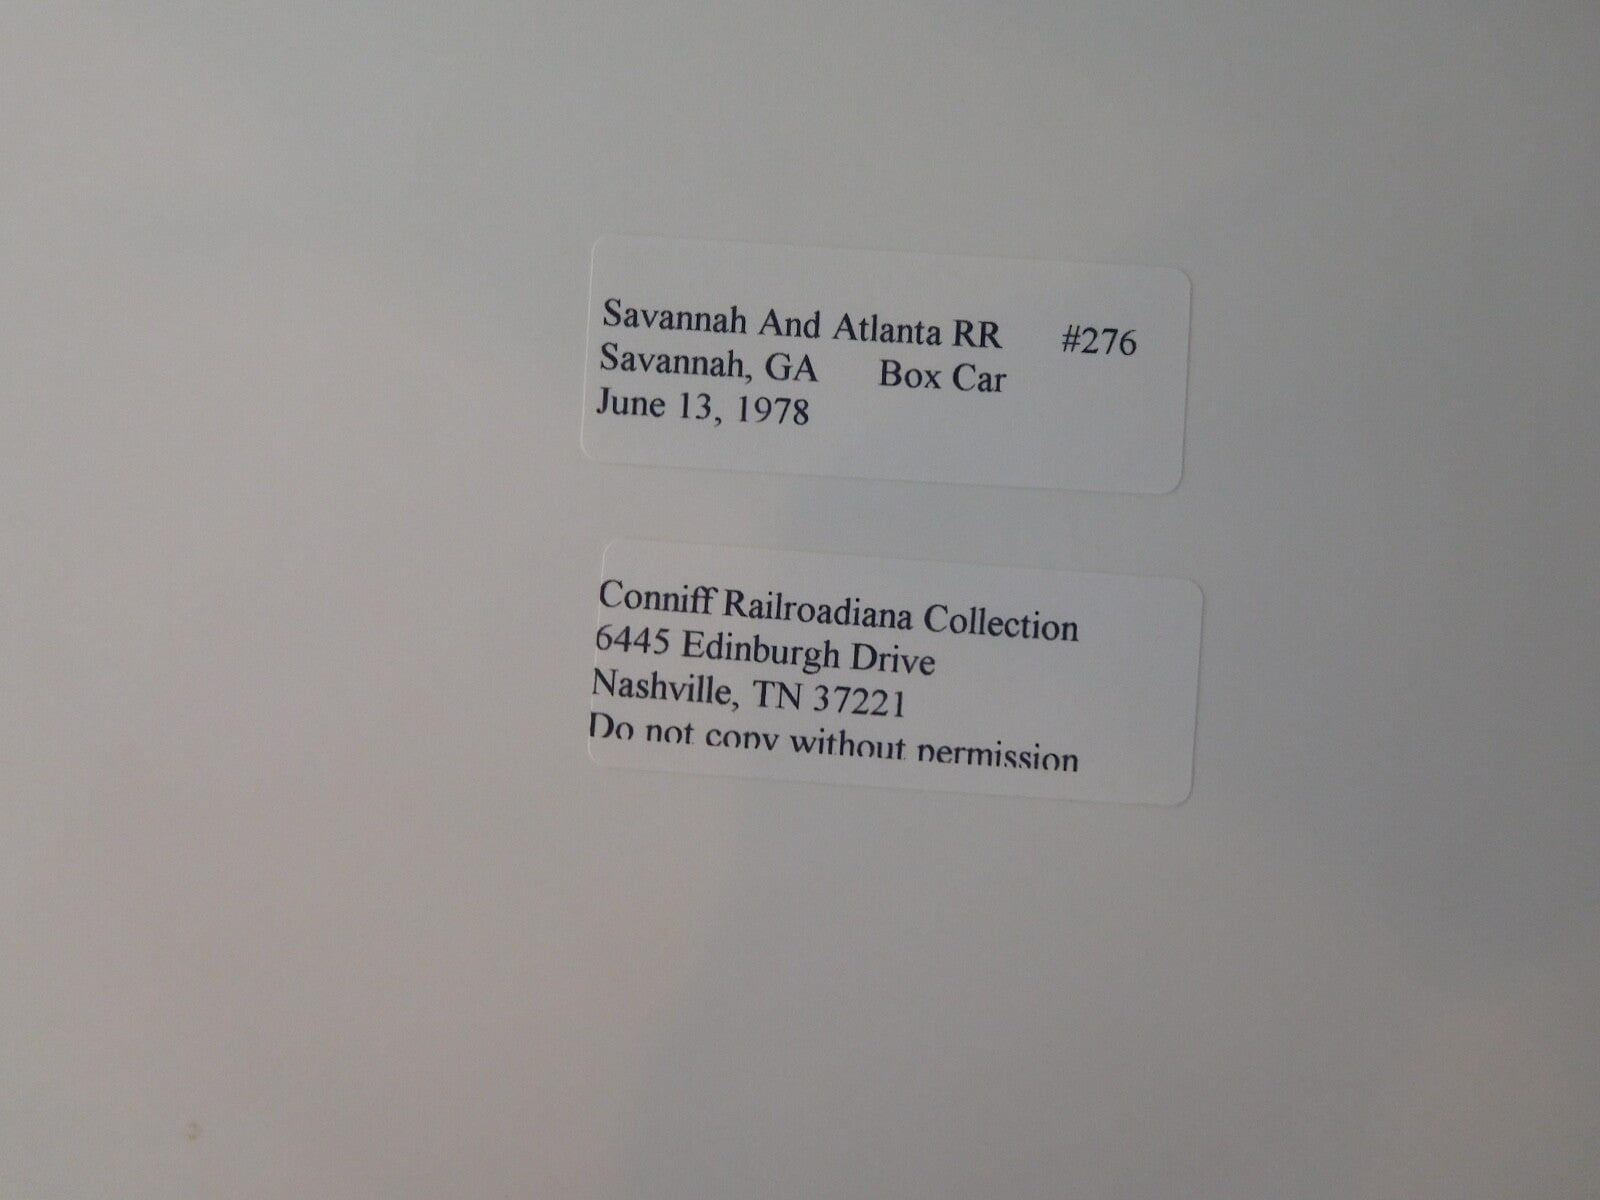 Savannah And Atlanta RR #276
Savannah, GA Box Car
June 13, 1978
Conniff Railroadiana Collection
6445 Edinburgh Drive
Nashville, TN 37221
Do not copy without permission